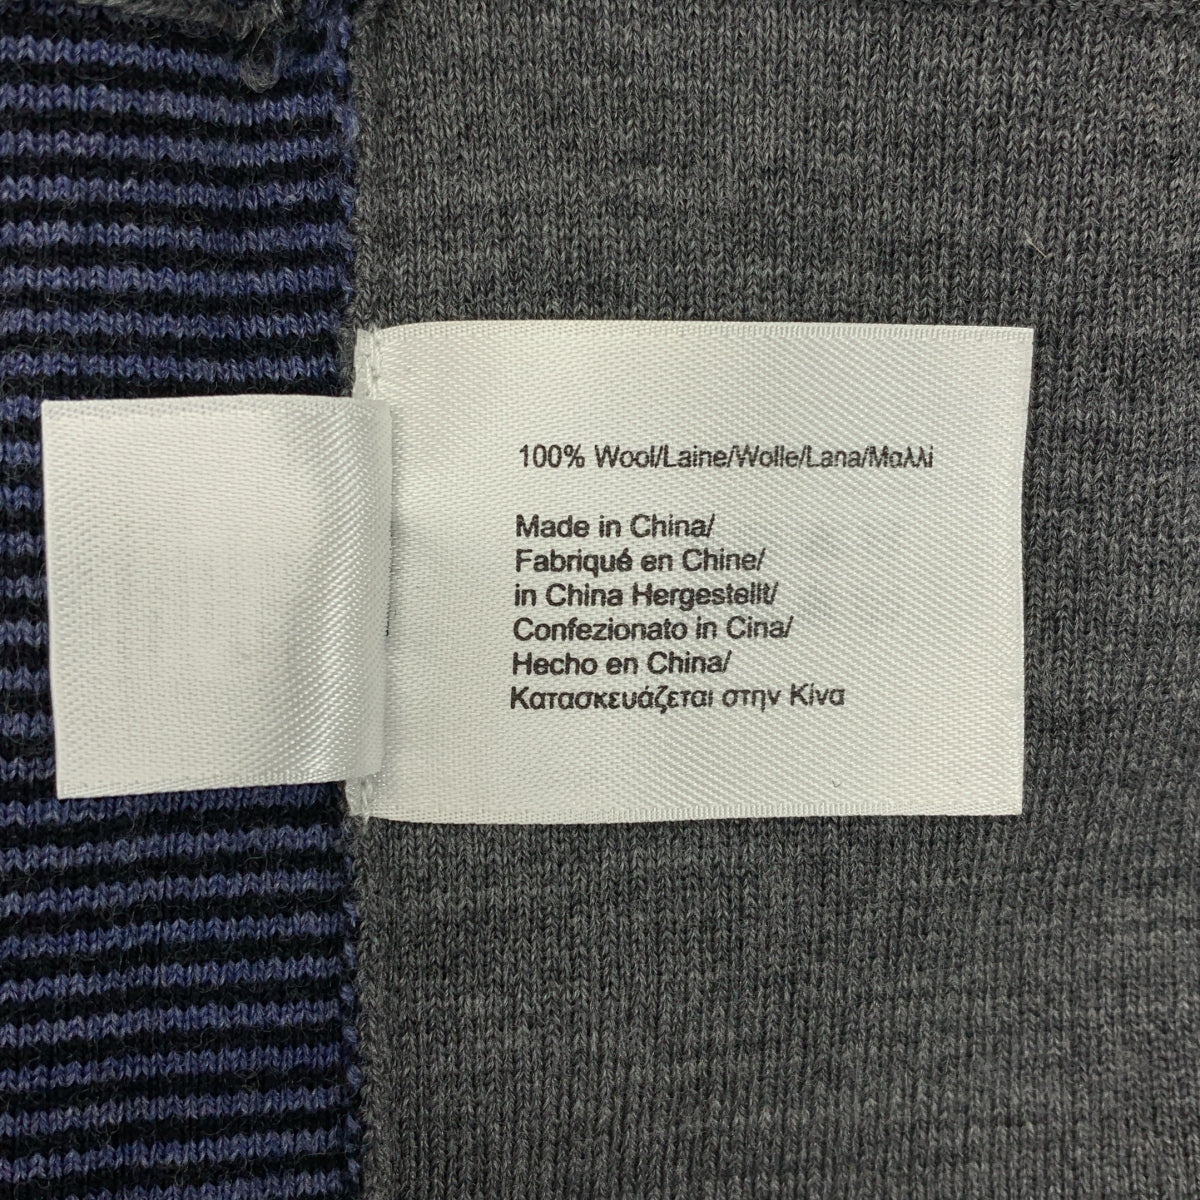 100% Wool/Laine/Wolle/Lana/Μαλλί
Made in China/
Fabriqué en Chine/
in China Hergestellt/
Confezionato in Cina/
Hecho en China/
Κατασκευάζεται στην Κίνα